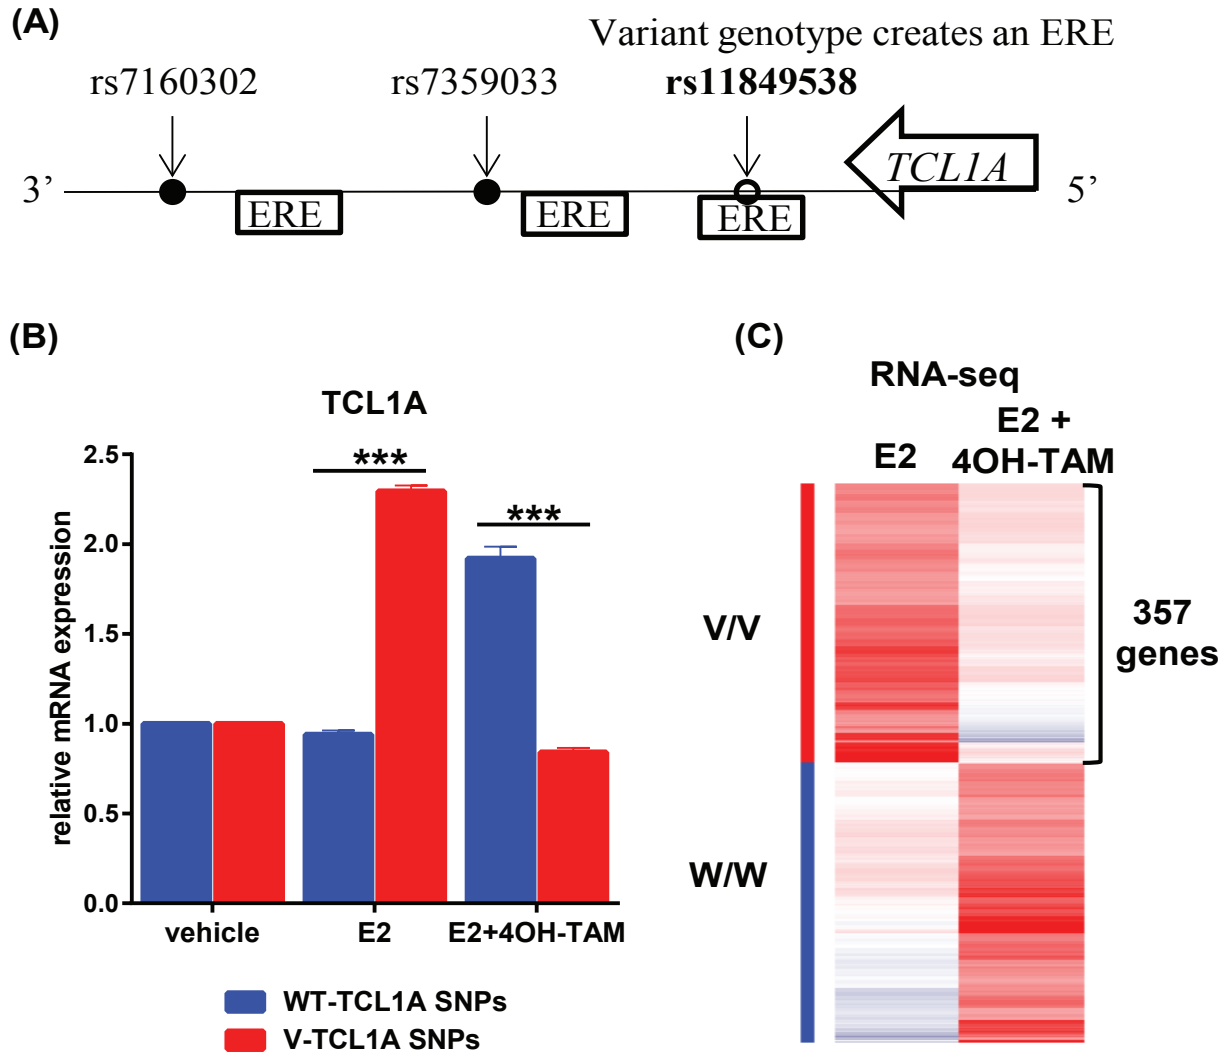 (A)
Variant genotype creates an ERE
rs7160302
rs7359033
rs11849538
TCL1A
3’
5’
ERE
ERE
ERE
(B)
TCL1A
relative mRNA expression
2.5
2.0
1.5
1.0
0.5
0.0
***
***
vehicle
E2
E2+4OH-TAM
WT-TCL1A SNPs
V-TCL1A SNPs
(C)
RNA-seq
E2
E2 +
4OH-TAM
V/V
W/W
357
genes